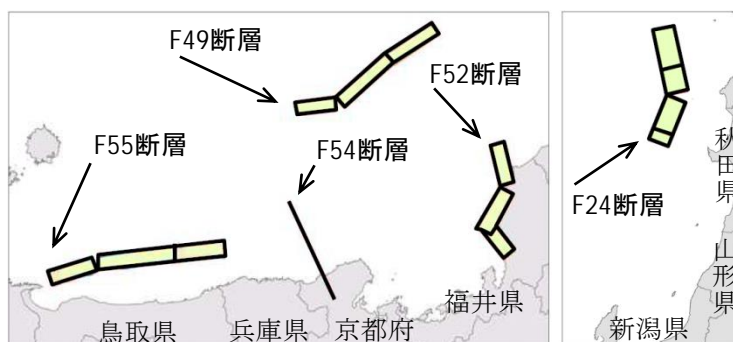 F49断層
F52断層
F55断層
F54断層
鳥取県
兵庫県
京都府
福井県
F24断層
秋田県
山形県
新潟県